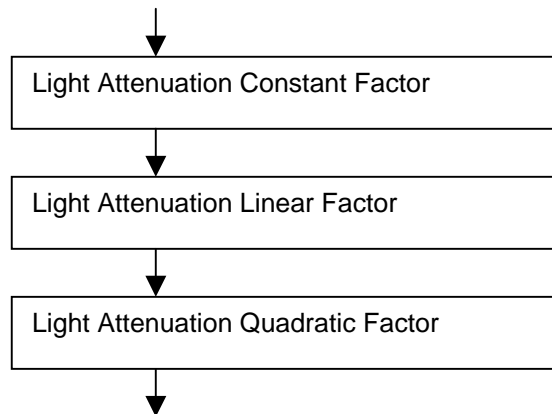 Light Attenuation Constant Factor
Light Attenuation Linear Factor
Light Attenuation Quadratic Factor